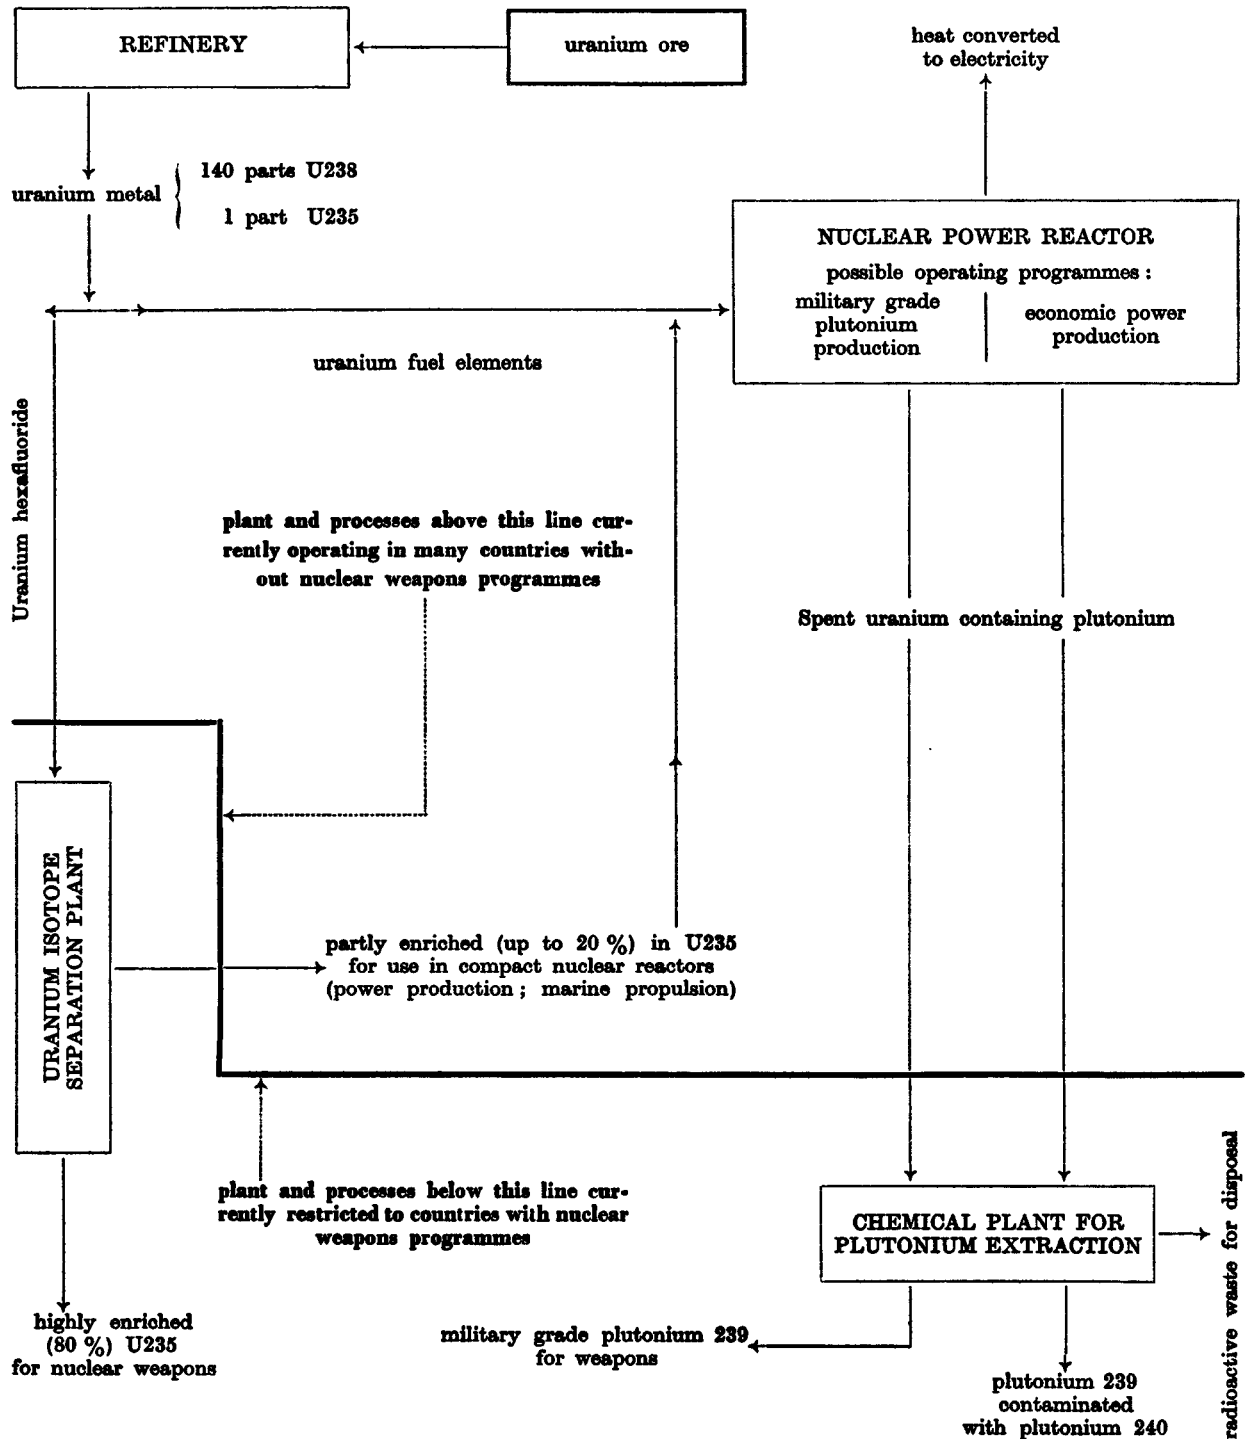 REFINERY
uranium ore
heat converted
to electricity
uranium metal
140 parts U238
1 part U235
NUCLEAR POWER REACTOR
possible operating programmes :
military grade
plutonium
production
economic power
production
uranium fuel elements
Uranium hexafluoride
plant and processes above this line cur-
rently operating in many countries with-
out nuclear weapons programmes
Spent uranium containing plutonium
URANIUM ISOTOPE
SEPARATION PLANT
partly enriched (up to 20 %) in U235
for use in compact nuclear reactors
(power production ; marine propulsion)
plant and processes below this line cur-
rently restricted to countries with nuclear
weapons programmes
CHEMICAL PLANT FOR
PLUTONIUM EXTRACTION
radioactive waste for disposal
highly enriched
(80 %) U235
for nuclear weapons
military grade plutonium 239
for weapons
plutonium 239
contaminated
with plutonium 240